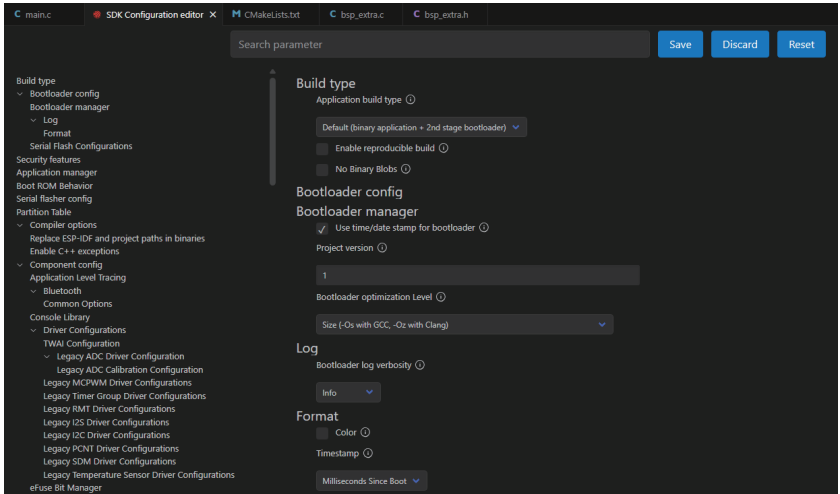 C main.c
SDK Configuration editor ×
M CMakeLists.txt
C bsp_extra.c
C bsp_extra.h
Search parameter
Save
Discard
Reset
Build type
Bootloader config
Bootloader manager
Log
Format
Serial Flash Configurations
Security features
Application manager
Boot ROM Behavior
Serial flasher config
Partition Table
Compiler options
Replace ESP-IDF and project paths in binaries
Enable C++ exceptions
Component config
Application Level Tracing
Bluetooth
Common Options
Console Library
Driver Configurations
TWAI Configuration
Legacy ADC Driver Configuration
Legacy ADC Calibration Configuration
Legacy MCPWM Driver Configurations
Legacy Timer Group Driver Configurations
Legacy RMT Driver Configurations
Legacy I2S Driver Configurations
Legacy I2C Driver Configurations
Legacy PCNT Driver Configurations
Legacy SDM Driver Configurations
Legacy Temperature Sensor Driver Configurations
eFuse Bit Manager
Build type
Application build type
Default (binary application + 2nd stage bootloader)
Enable reproducible build
No Binary Blobs
Bootloader config
Bootloader manager
Use time/date stamp for bootloader
Project version
1
Bootloader optimization Level
Size (-Os with GCC, -Oz with Clang)
Log
Bootloader log verbosity
Info
Format
Color
Timestamp
Milliseconds Since Boot